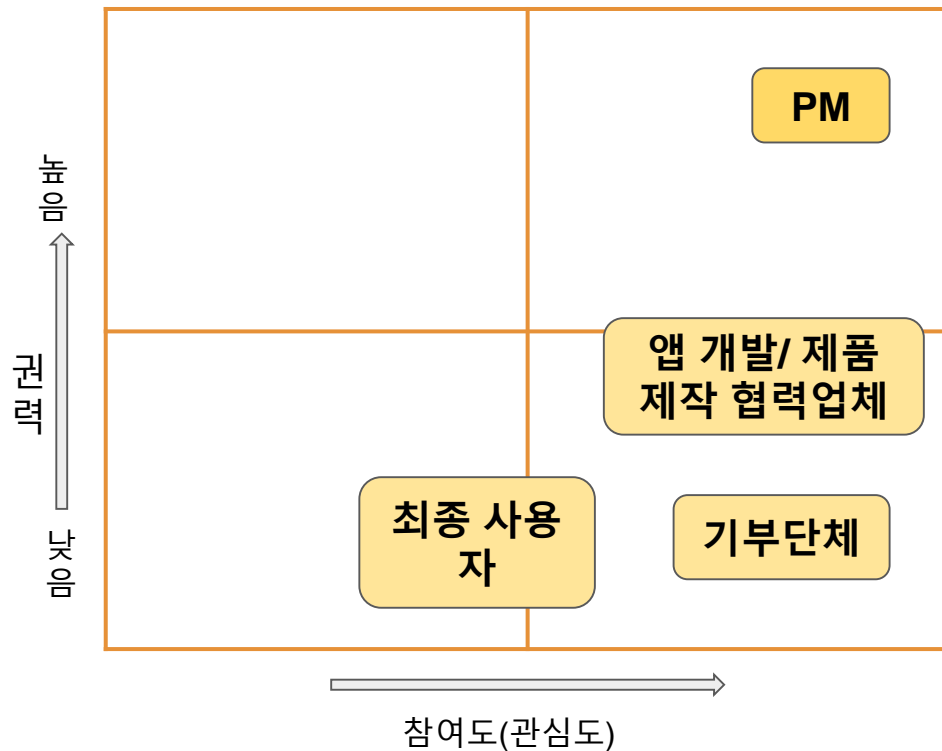 PM
높음
앱 개발/ 제품
제작 협력업체
권력
최종 사용
자
기부단체
낮음
참여도(관심도)